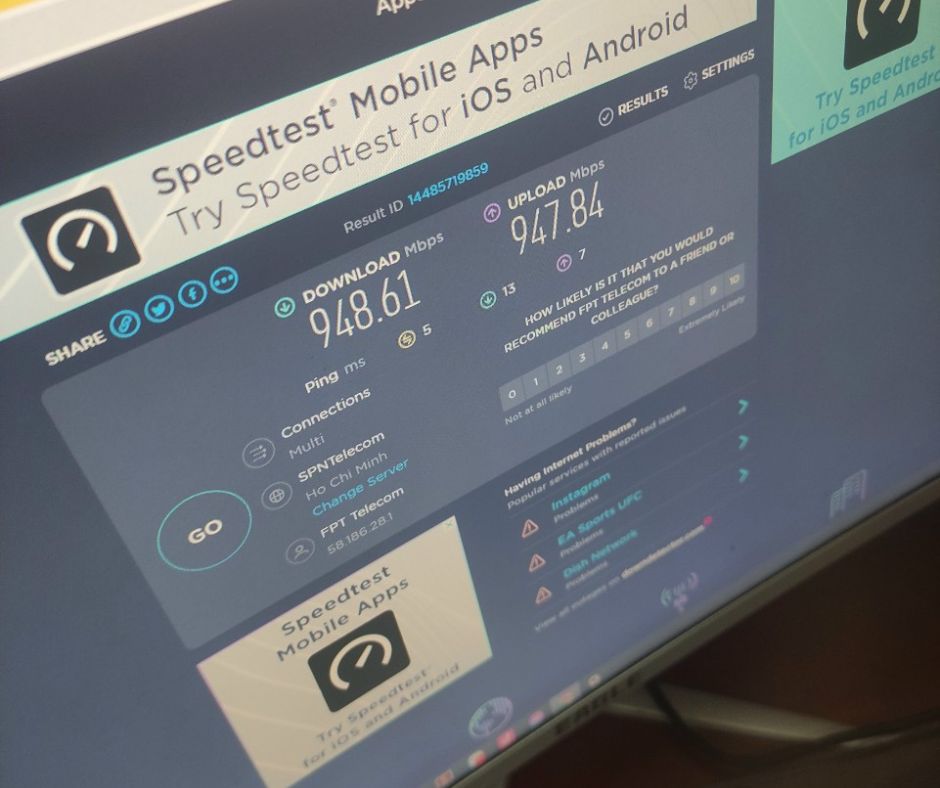 App
Speedtest® Mobile Apps
Try Speedtest for iOS and Android
Try Speedtest
for iOS and Andro
RESULTS
SETTINGS
Result ID 14485719859
SHARE
DOWNLOAD Mbps
948.61
UPLOAD Mbps
947.84
Ping ms
5
13
7
HOW LIKELY IS IT THAT YOU WOULD
RECOMMEND FPT TELECOM TO A FRIEND OR
COLLEAGUE?
0 1 2 3 4 5 6 7 8 9 10
Not at all likely
Extremely Likely
Connections
Multi
SPNTelecom
Ho Chi Minh
Change Server
FPT Telecom
58.186.28.1
GO
Having Internet Problems?
Popular services with reported issues
Instagram
Problems
EA Sports UFC
Problems
Dish Network
Problems
View all outages on downdetector.com
Speedtest
Mobile Apps
Try Speedtest
for iOS and Android